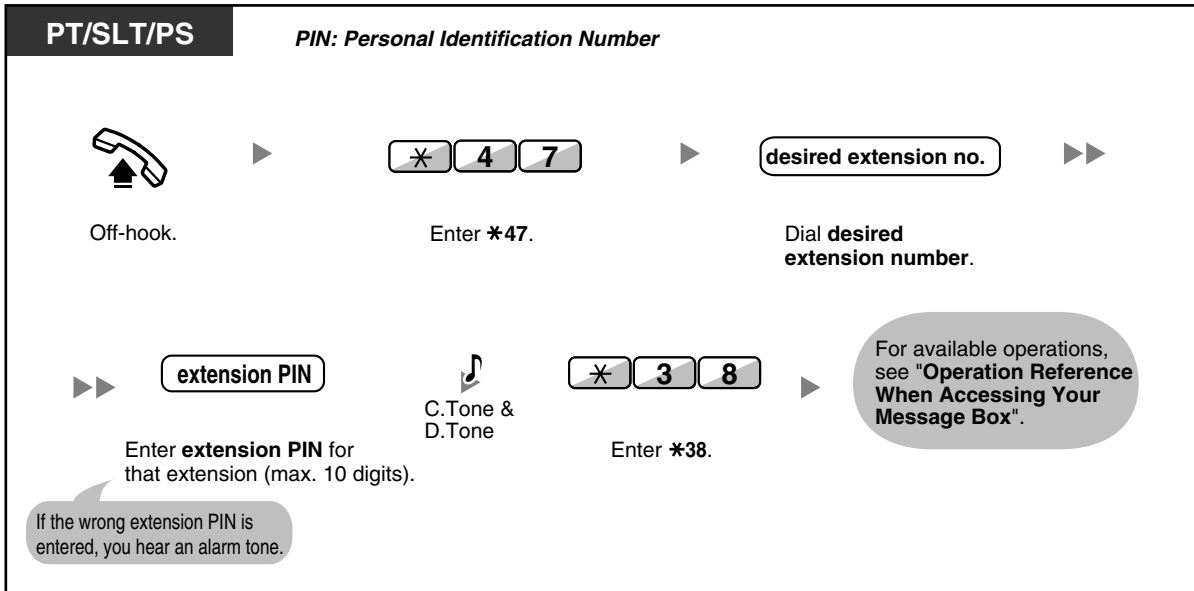 PT/SLT/PS
PIN: Personal Identification Number
* 4 7
desired extension no.
Off-hook.
Enter *47.
Dial desired
extension number.
extension PIN
C.Tone &
D.Tone
* 3 8
For available operations,
see "Operation Reference
When Accessing Your
Message Box".
Enter extension PIN for
that extension (max. 10 digits).
Enter *38.
If the wrong extension PIN is
entered, you hear an alarm tone.